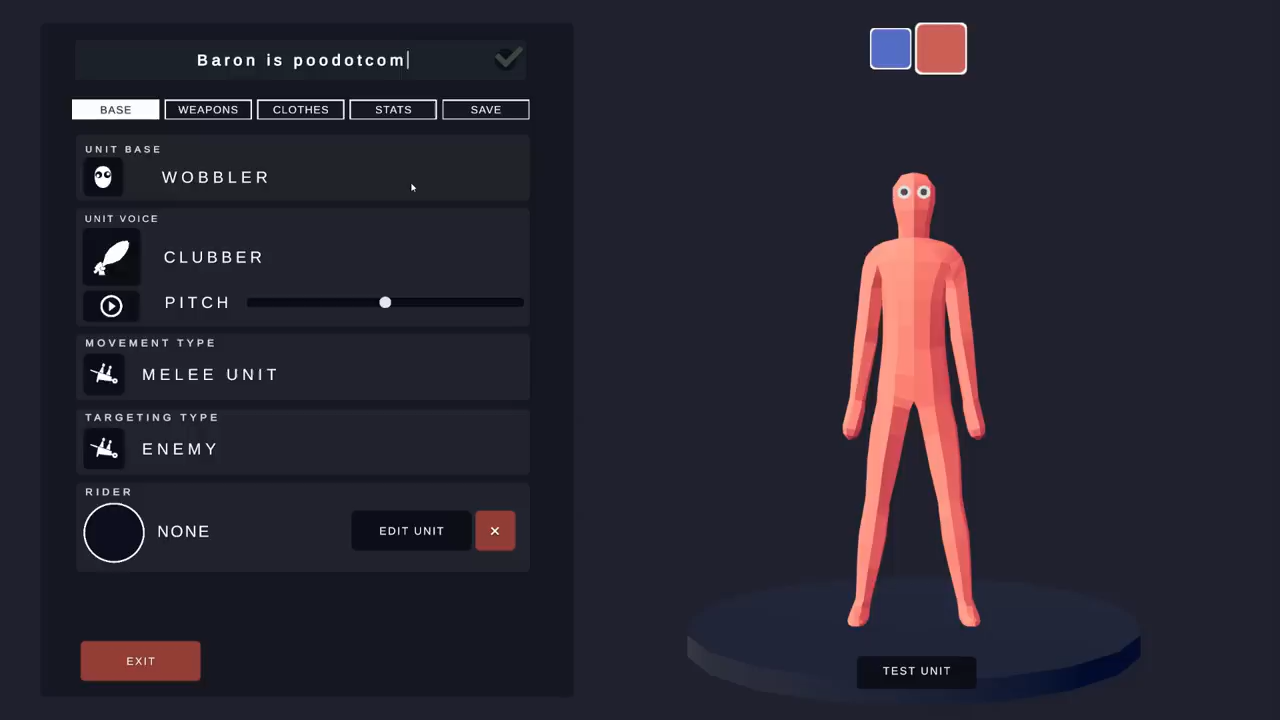 Baron is poodotcom
BASE WEAPONS CLOTHES STATS SAVE
UNIT BASE
WOBBLER
UNIT VOICE
CLUBBER
PITCH
MOVEMENT TYPE
MELEE UNIT
TARGETING TYPE
ENEMY
RIDER
NONE EDIT UNIT ×
EXIT
TEST UNIT